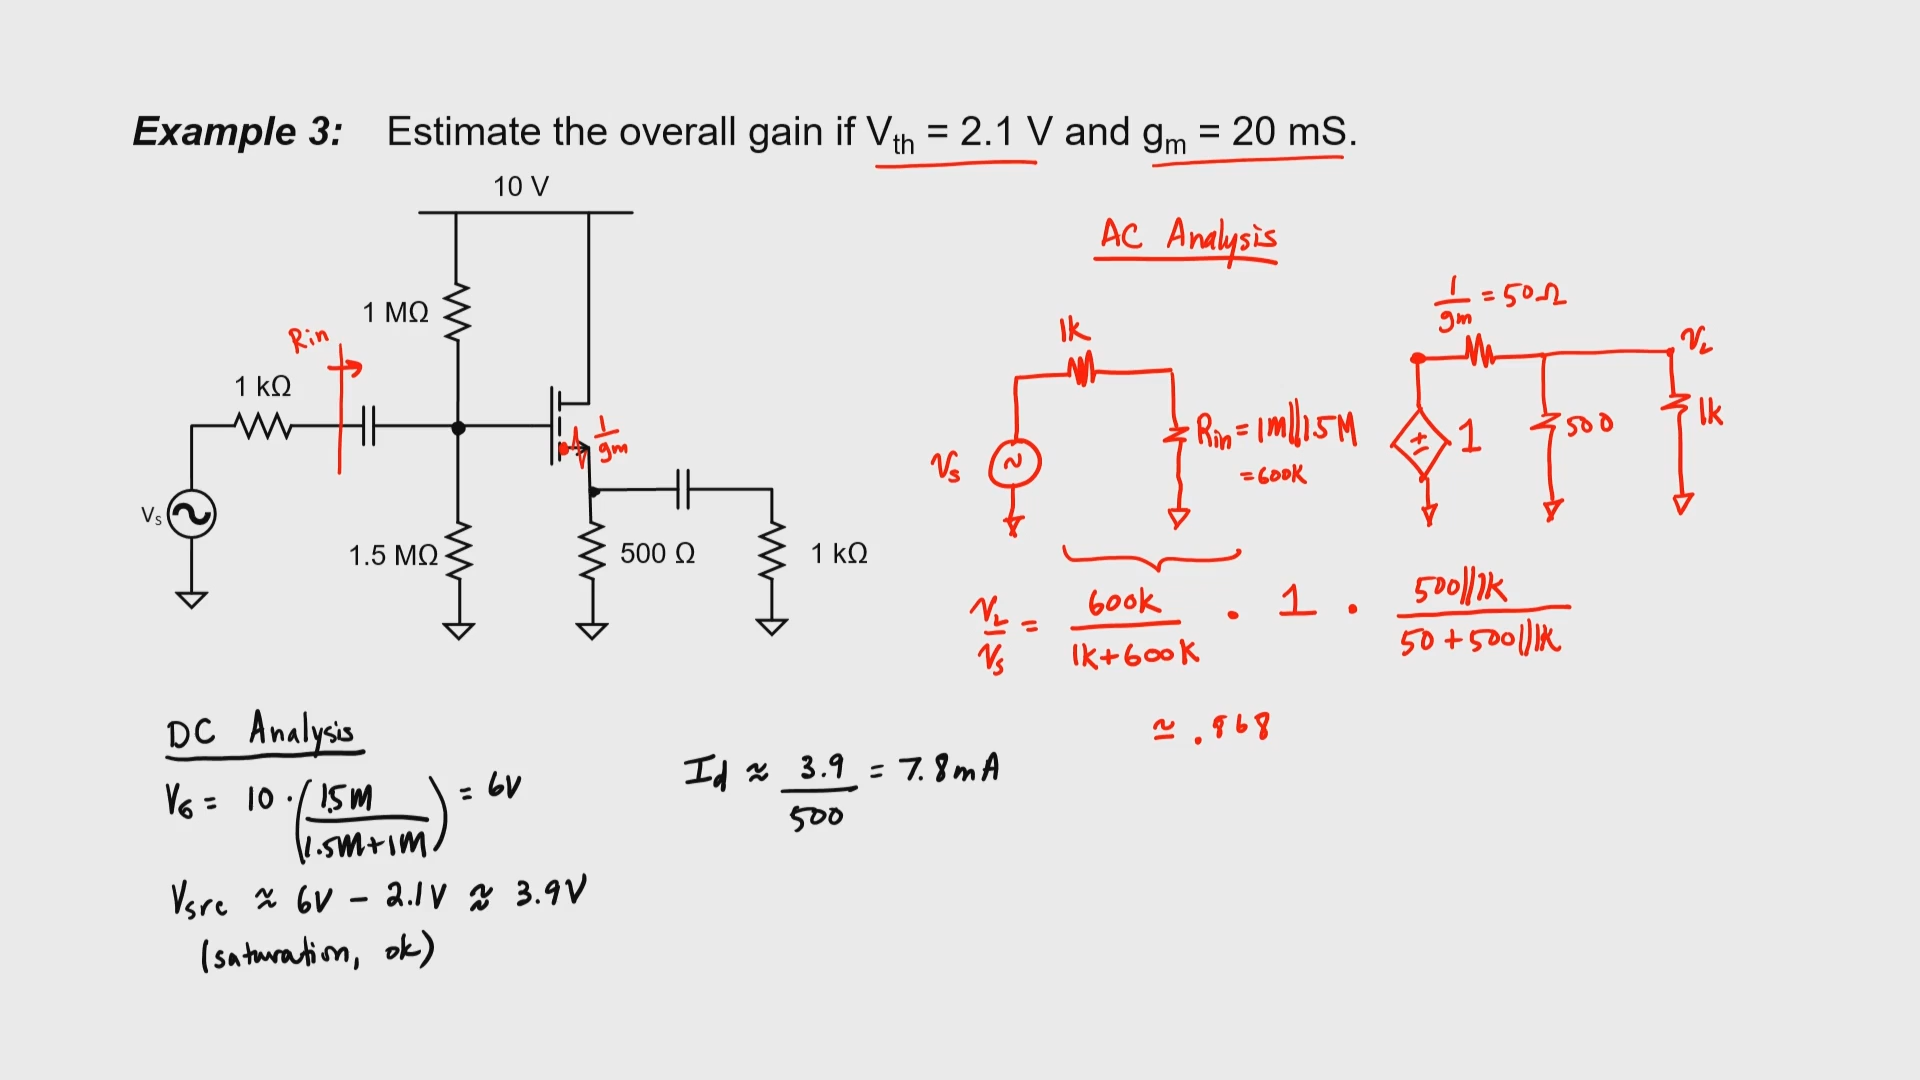 Example 3: Estimate the overall gain if Vth = 2.1 V and gm = 20 mS.
10 V
AC Analysis
1 MΩ
Rin
1 kΩ
1/gm
Vs
1.5 MΩ
500 Ω
1 kΩ
1k
Vs
Rin = 1M||1.5M
= 600K
1/gm = 50Ω
VL
1
500
1k
VL/Vs = 600k/(1k+600K) · 1 · 500||1K/(50+500||1K)
≃ .868
DC Analysis
VG = 10 · (1.5M/(1.5M+1M)) = 6V
Id ≈ 3.9/500 = 7.8mA
Vsrc ≈ 6V - 2.1V ≈ 3.9V
(saturation, ok)